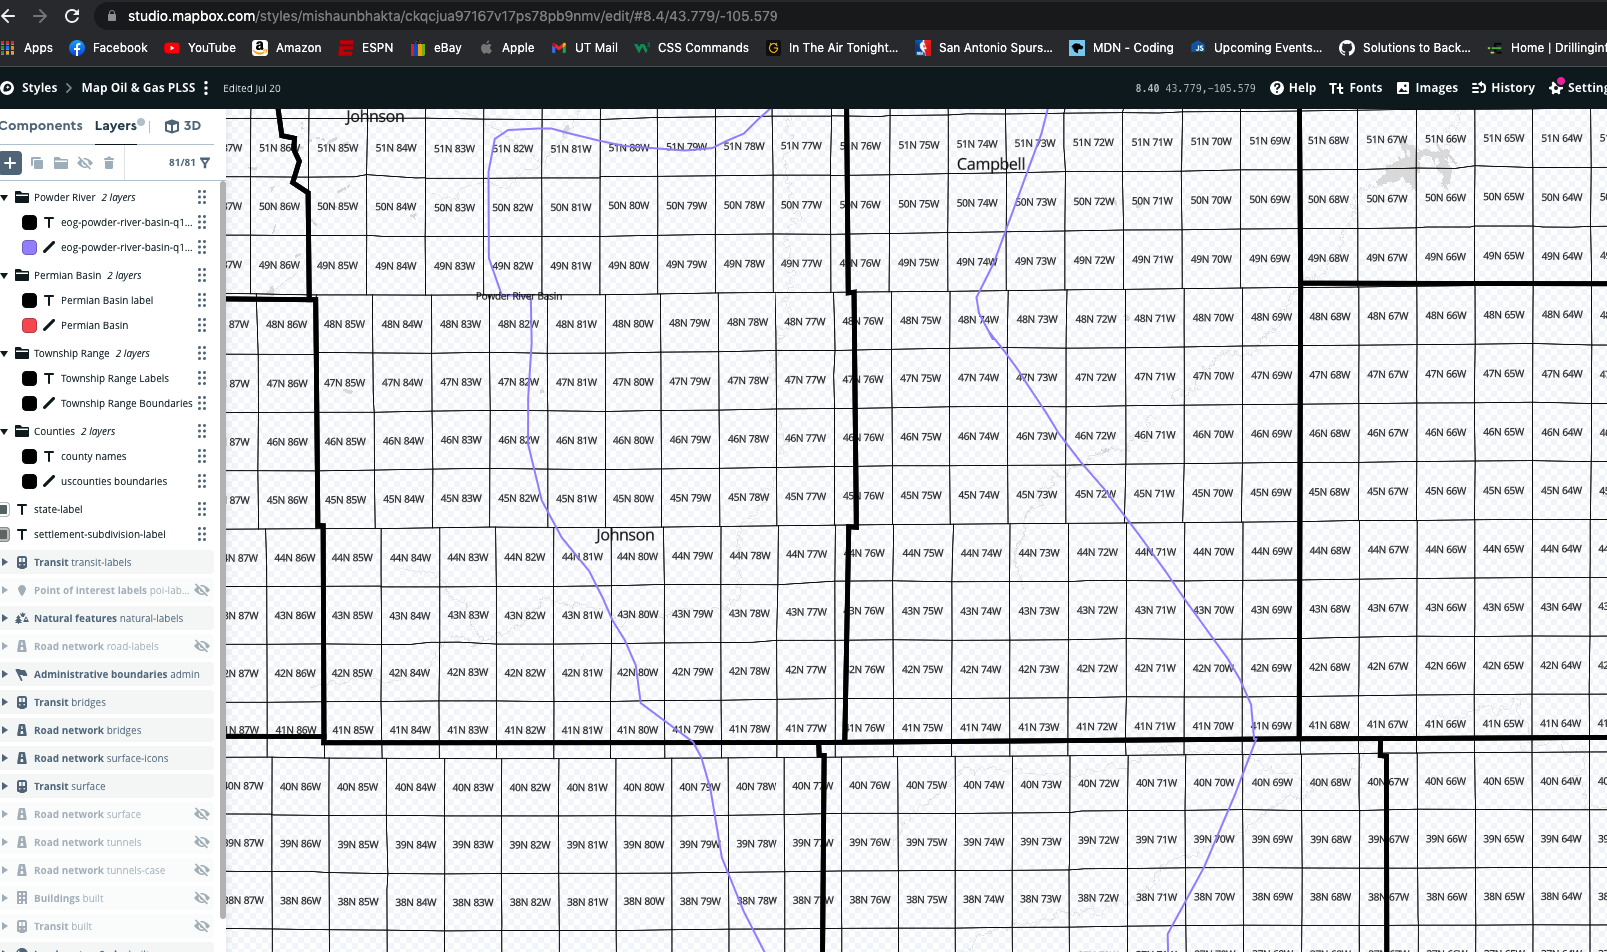 studio.mapbox.com/styles/mishaunbhakta/ckqcjua97167v17ps78pb9nmv/edit/#8.4/43.779/-105.579
Apps Facebook YouTube Amazon ESPN eBay Apple UT Mail CSS Commands In The Air Tonight... San Antonio Spurs... MDN - Coding Upcoming Events... Solutions to Back... Home | Drillinginf
Styles Map Oil & Gas PLSS Edited Jul 20 8.40 43.779,-105.579 Help Fonts Images History Setting
Components Layers 3D
81/81
Powder River 2 layers
eog-powder-river-basin-q1...
eog-powder-river-basin-q1...
Permian Basin 2 layers
Permian Basin label
Permian Basin
Township Range 2 layers
Township Range Labels
Township Range Boundaries
Counties 2 layers
county names
uscounties boundaries
state-label
settlement-subdivision-label
Transit transit-labels
Point of interest labels poi-lab...
Natural features natural-labels
Road network road-labels
Administrative boundaries admin
Transit bridges
Road network bridges
Road network surface-icons
Transit surface
Road network surface
Road network tunnels
Road network tunnels-case
Buildings built
Transit built
Johnson
Campbell
51N 86W 51N 85W 51N 84W 51N 83W 51N 82W 51N 81W 51N 80W 51N 79W 51N 78W 51N 77W 51N 76W 51N 75W 51N 74W 51N 73W 51N 72W 51N 71W 51N 70W 51N 69W 51N 68W 51N 67W 51N 66W 51N 65W 51N 64W
50N 86W 50N 85W 50N 84W 50N 83W 50N 82W 50N 81W 50N 80W 50N 79W 50N 78W 50N 77W 50N 76W 50N 75W 50N 74W 50N 73W 50N 72W 50N 71W 50N 70W 50N 69W 50N 68W 50N 67W 50N 66W 50N 65W 50N 64W
49N 86W 49N 85W 49N 84W 49N 83W 49N 82W 49N 81W 49N 80W 49N 79W 49N 78W 49N 77W 49N 76W 49N 75W 49N 74W 49N 73W 49N 72W 49N 71W 49N 70W 49N 69W 49N 68W 49N 67W 49N 66W 49N 65W 49N 64W
Powder River Basin
87W 48N 86W 48N 85W 48N 84W 48N 83W 48N 82W 48N 81W 48N 80W 48N 79W 48N 78W 48N 77W 48N 76W 48N 75W 48N 74W 48N 73W 48N 72W 48N 71W 48N 70W 48N 69W 48N 68W 48N 67W 48N 66W 48N 65W 48N 64W
87W 47N 86W 47N 85W 47N 84W 47N 83W 47N 82W 47N 81W 47N 80W 47N 79W 47N 78W 47N 77W 47N 76W 47N 75W 47N 74W 47N 73W 47N 72W 47N 71W 47N 70W 47N 69W 47N 68W 47N 67W 47N 66W 47N 65W 47N 64W
87W 46N 86W 46N 85W 46N 84W 46N 83W 46N 82W 46N 81W 46N 80W 46N 79W 46N 78W 46N 77W 46N 76W 46N 75W 46N 74W 46N 73W 46N 72W 46N 71W 46N 70W 46N 69W 46N 68W 46N 67W 46N 66W 46N 65W 46N 64W
87W 45N 86W 45N 85W 45N 84W 45N 83W 45N 82W 45N 81W 45N 80W 45N 79W 45N 78W 45N 77W 45N 76W 45N 75W 45N 74W 45N 73W 45N 72W 45N 71W 45N 70W 45N 69W 45N 68W 45N 67W 45N 66W 45N 65W 45N 64W
Johnson
4N 87W 44N 86W 44N 85W 44N 84W 44N 83W 44N 82W 44N 81W 44N 80W 44N 79W 44N 78W 44N 77W 44N 76W 44N 75W 44N 74W 44N 73W 44N 72W 44N 71W 44N 70W 44N 69W 44N 68W 44N 67W 44N 66W 44N 65W 44N 64W
3N 87W 43N 86W 43N 85W 43N 84W 43N 83W 43N 82W 43N 81W 43N 80W 43N 79W 43N 78W 43N 77W 43N 76W 43N 75W 43N 74W 43N 73W 43N 72W 43N 71W 43N 70W 43N 69W 43N 68W 43N 67W 43N 66W 43N 65W 43N 64W
2N 87W 42N 86W 42N 85W 42N 84W 42N 83W 42N 82W 42N 81W 42N 80W 42N 79W 42N 78W 42N 77W 42N 76W 42N 75W 42N 74W 42N 73W 42N 72W 42N 71W 42N 70W 42N 69W 42N 68W 42N 67W 42N 66W 42N 65W 42N 64W
1N 87W 41N 86W 41N 85W 41N 84W 41N 83W 41N 82W 41N 81W 41N 80W 41N 79W 41N 78W 41N 77W 41N 76W 41N 75W 41N 74W 41N 73W 41N 72W 41N 71W 41N 70W 41N 69W 41N 68W 41N 67W 41N 66W 41N 65W 41N 64W
40N 87W 40N 86W 40N 85W 40N 84W 40N 83W 40N 82W 40N 81W 40N 80W 40N 79W 40N 78W 40N 77W 40N 76W 40N 75W 40N 74W 40N 73W 40N 72W 40N 71W 40N 70W 40N 69W 40N 68W 40N 67W 40N 66W 40N 65W 40N 64W
39N 87W 39N 86W 39N 85W 39N 84W 39N 83W 39N 82W 39N 81W 39N 80W 39N 79W 39N 78W 39N 77W 39N 76W 39N 75W 39N 74W 39N 73W 39N 72W 39N 71W 39N 70W 39N 69W 39N 68W 39N 67W 39N 66W 39N 65W 39N 64W
38N 87W 38N 86W 38N 85W 38N 84W 38N 83W 38N 82W 38N 81W 38N 80W 38N 79W 38N 78W 38N 77W 38N 76W 38N 75W 38N 74W 38N 73W 38N 72W 38N 71W 38N 70W 38N 69W 38N 68W 38N 67W 38N 66W 38N 65W 38N 64W